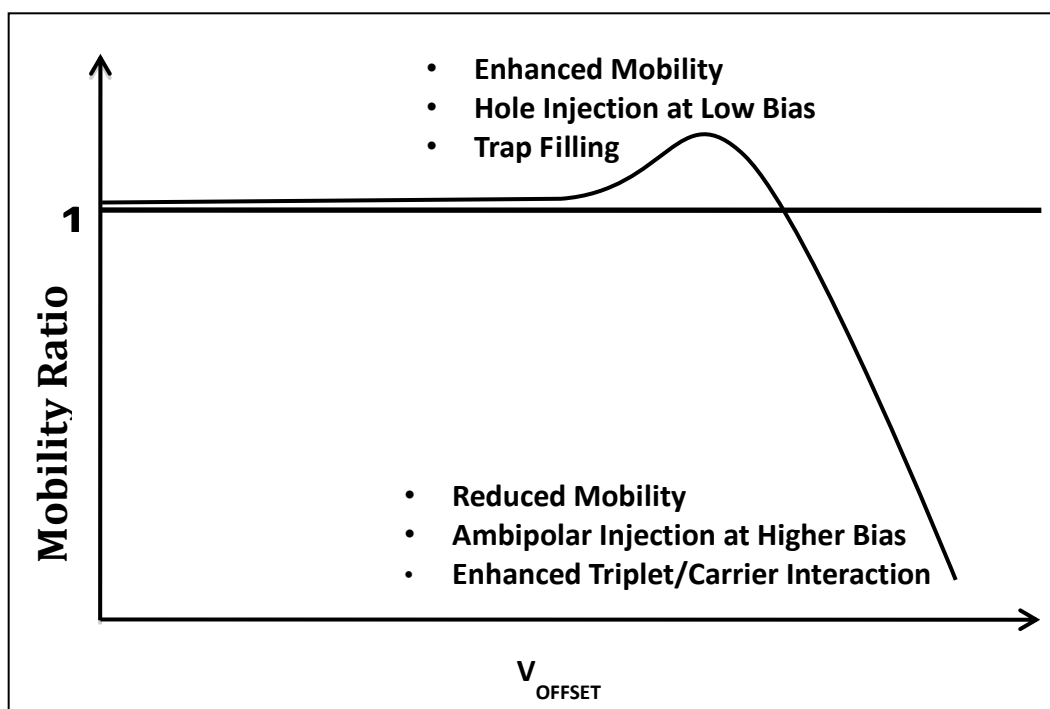 • Enhanced Mobility
• Hole Injection at Low Bias
• Trap Filling
1
Mobility Ratio
• Reduced Mobility
• Ambipolar Injection at Higher Bias
• Enhanced Triplet/Carrier Interaction
V_OFFSET